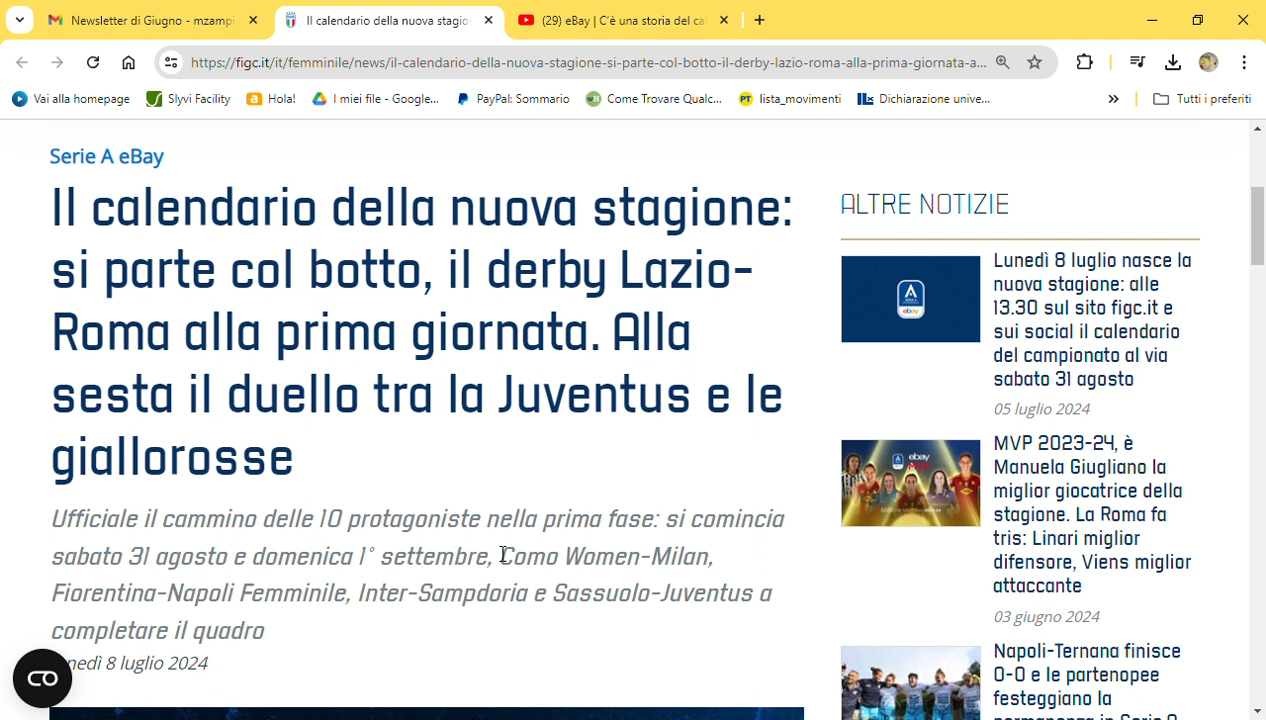 Newsletter di Giugno - mzampi
Il calendario della nuova stagio
(29) eBay | C'è una storia del cal
https://figc.it/it/femminile/news/il-calendario-della-nuova-stagione-si-parte-col-botto-il-derby-lazio-roma-alla-prima-giornata-a...
Vai alla homepage
Slyvi Facility
Hola!
I miei file - Google...
PayPal: Sommario
Come Trovare Qualc...
lista_movimenti
Dichiarazione unive...
Tutti i preferiti
Serie A eBay
Il calendario della nuova stagione:
si parte col botto, il derby Lazio-
Roma alla prima giornata. Alla
sesta il duello tra la Juventus e le
giallorosse
Ufficiale il cammino delle 10 protagoniste nella prima fase: si comincia
sabato 31 agosto e domenica 1° settembre, Como Women-Milan,
Fiorentina-Napoli Femminile, Inter-Sampdoria e Sassuolo-Juventus a
completare il quadro
nedì 8 luglio 2024
ALTRE NOTIZIE
Lunedì 8 luglio nasce la
nuova stagione: alle
13.30 sul sito figc.it e
sui social il calendario
del campionato al via
sabato 31 agosto
05 luglio 2024
MVP 2023-24, è
Manuela Giugliano la
miglior giocatrice della
stagione. La Roma fa
tris: Linari miglior
difensore, Viens miglior
attaccante
03 giugno 2024
Napoli-Ternana finisce
0-0 e le partenopee
festeggiano la
permanenza in Serie A